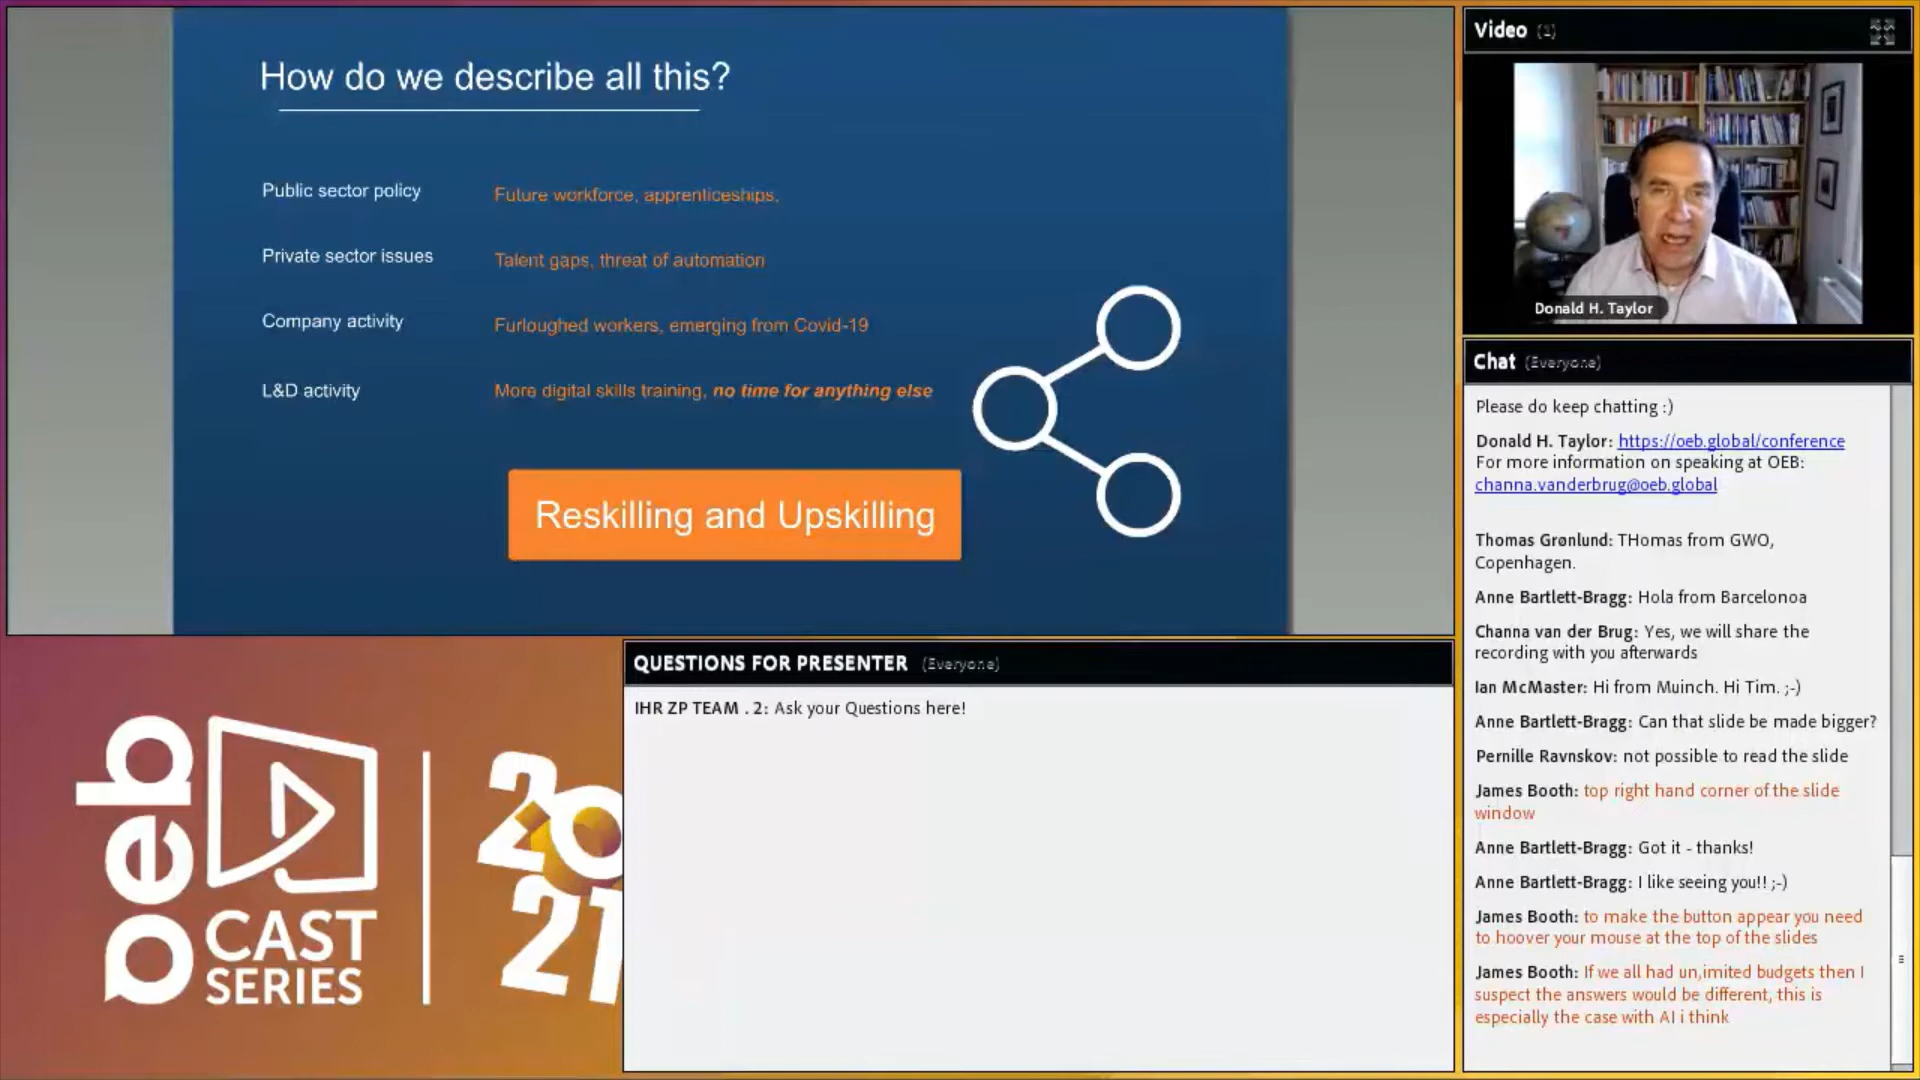 How do we describe all this?
Public sector policy
Future workforce, apprenticeships,
Private sector issues
Talent gaps, threat of automation
Company activity
Furloughed workers, emerging from Covid-19
L&D activity
More digital skills training, no time for anything else
Reskilling and Upskilling
Video (1)
Donald H. Taylor
Chat (Everyone)
Please do keep chatting :)
Donald H. Taylor: https://oeb.global/conference
For more information on speaking at OEB:
channa.vanderbrug@oeb.global
Thomas Grønlund: THomas from GWO,
Copenhagen.
Anne Bartlett-Bragg: Hola from Barcelonoa
Channa van der Brug: Yes, we will share the
recording with you afterwards
Ian McMaster: Hi from Muinch. Hi Tim. ;-)
Anne Bartlett-Bragg: Can that slide be made bigger?
Pernille Ravnskov: not possible to read the slide
James Booth: top right hand corner of the slide
window
Anne Bartlett-Bragg: Got it - thanks!
Anne Bartlett-Bragg: I like seeing you!! ;-)
James Booth: to make the button appear you need
to hoover your mouse at the top of the slides
James Booth: If we all had un,imited budgets then I
suspect the answers would be different, this is
especially the case with AI i think
QUESTIONS FOR PRESENTER (Everyone)
IHR ZP TEAM . 2: Ask your Questions here!
oeb
CAST
SERIES
20
21